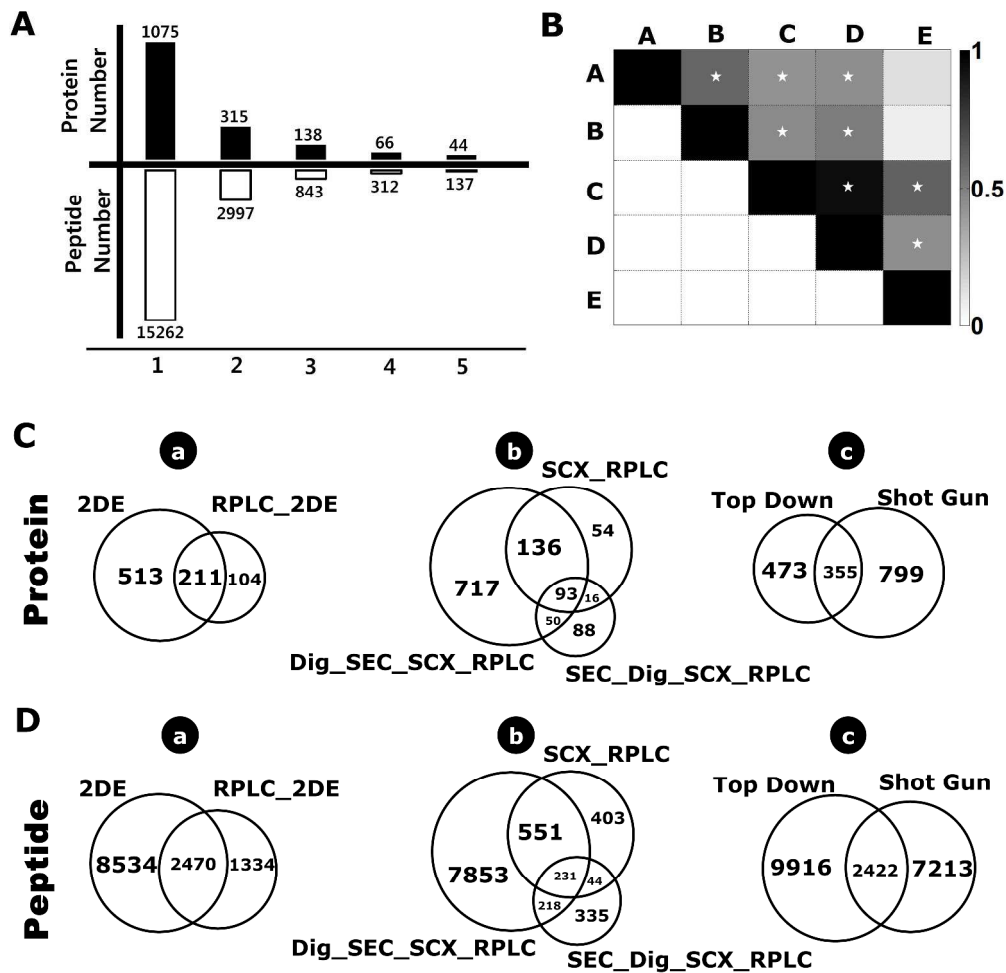 A
Protein
Number
1075
315
138
66
44
Peptide
Number
15262
2997
843
312
137
1
2
3
4
5
B
A
B
C
D
E
A
B
C
D
E
1
0.5
0
C
Protein
a
2DE
RPLC_2DE
513
211
104
b
SCX_RPLC
136
54
717
93
16
50
88
Dig_SEC_SCX_RPLC
SEC_Dig_SCX_RPLC
c
Top Down
Shot Gun
473
355
799
D
Peptide
a
2DE
RPLC_2DE
8534
2470
1334
b
SCX_RPLC
551
403
7853
231
44
218
335
Dig_SEC_SCX_RPLC
SEC_Dig_SCX_RPLC
c
Top Down
Shot Gun
9916
2422
7213